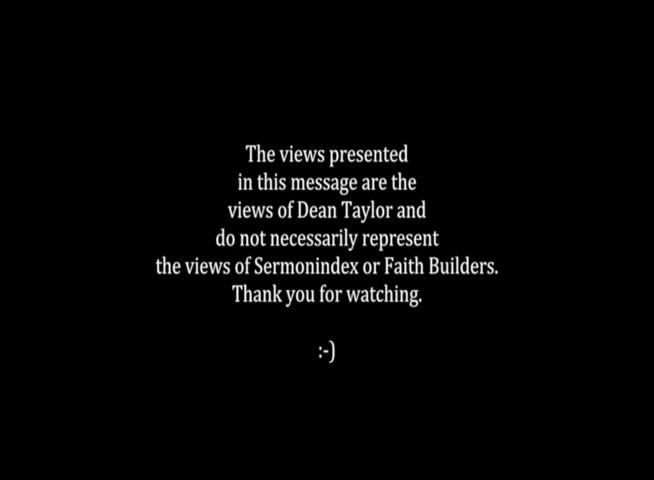 The views presented
in this message are the
views of Dean Taylor and
do not necessarily represent
the views of Sermonindex or Faith Builders.
Thank you for watching.
:-)